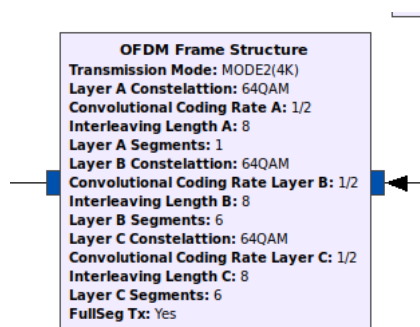 OFDM Frame Structure
Transmission Mode: MODE2(4K)
Layer A Constelattion: 64QAM
Convolutional Coding Rate A: 1/2
Interleaving Length A: 8
Layer A Segments: 1
Layer B Constelattion: 64QAM
Convolutional Coding Rate Layer B: 1/2
Interleaving Length B: 8
Layer B Segments: 6
Layer C Constelattion: 64QAM
Convolutional Coding Rate Layer C: 1/2
Interleaving Length C: 8
Layer C Segments: 6
FullSeg Tx: Yes